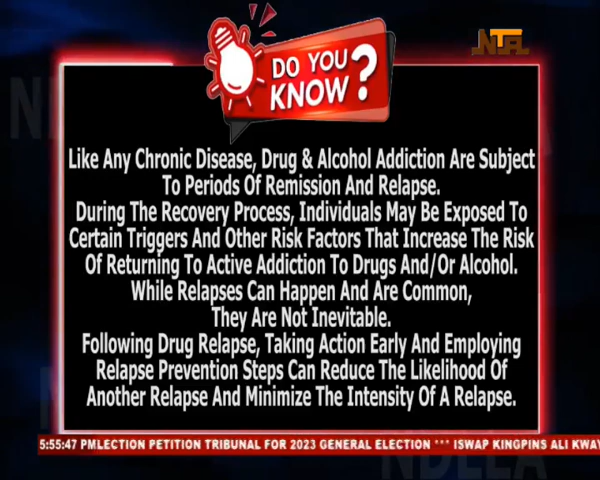 DO YOU
KNOW?
NTA
Like Any Chronic Disease, Drug & Alcohol Addiction Are Subject
To Periods Of Remission And Relapse.
During The Recovery Process, Individuals May Be Exposed To
Certain Triggers And Other Risk Factors That Increase The Risk
Of Returning To Active Addiction To Drugs And/Or Alcohol.
While Relapses Can Happen And Are Common,
They Are Not Inevitable.
Following Drug Relapse, Taking Action Early And Employing
Relapse Prevention Steps Can Reduce The Likelihood Of
Another Relapse And Minimize The Intensity Of A Relapse.
5:55:47 PMLECTION PETITION TRIBUNAL FOR 2023 GENERAL ELECTION *** ISWAP KINGPINS ALI KWAY
NDLEA